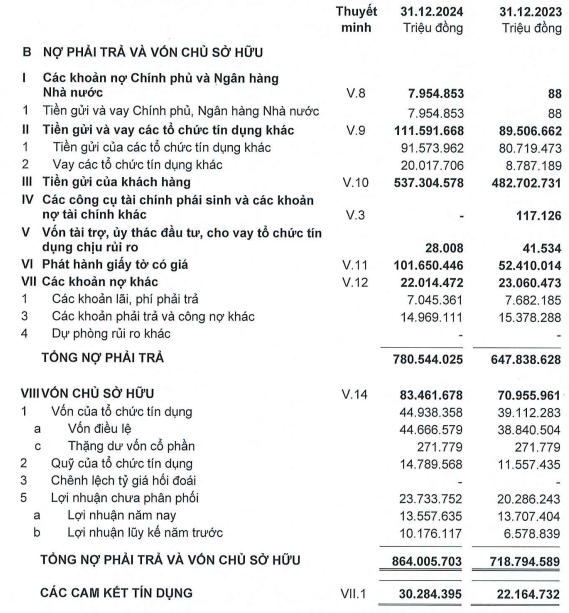 Thuyết 31.12.2024 31.12.2023
minh Triệu đồng Triệu đồng
B NỢ PHẢI TRẢ VÀ VỐN CHỦ SỞ HỮU
I Các khoản nợ Chính phủ và Ngân hàng
Nhà nước V.8 7.954.853 88
1 Tiền gửi và vay Chính phủ, Ngân hàng Nhà nước 7.954.853 88
II Tiền gửi và vay các tổ chức tín dụng khác V.9 111.591.668 89.506.662
1 Tiền gửi của các tổ chức tín dụng khác 91.573.962 80.719.473
2 Vay các tổ chức tín dụng khác 20.017.706 8.787.189
III Tiền gửi của khách hàng V.10 537.304.578 482.702.731
IV Các công cụ tài chính phái sinh và các khoản
nợ tài chính khác V.3 - 117.126
V Vốn tài trợ, ủy thác đầu tư, cho vay tổ chức tín
dụng chịu rủi ro 28.008 41.534
VI Phát hành giấy tờ có giá V.11 101.650.446 52.410.014
VII Các khoản nợ khác V.12 22.014.472 23.060.473
1 Các khoản lãi, phí phải trả 7.045.361 7.682.185
3 Các khoản phải trả và công nợ khác 14.969.111 15.378.288
4 Dự phòng rủi ro khác - -
TỔNG NỢ PHẢI TRẢ 780.544.025 647.838.628
VIII VỐN CHỦ SỞ HỮU V.14 83.461.678 70.955.961
1 Vốn của tổ chức tín dụng 44.938.358 39.112.283
a Vốn điều lệ 44.666.579 38.840.504
c Thặng dư vốn cổ phần 271.779 271.779
2 Quỹ của tổ chức tín dụng 14.789.568 11.557.435
3 Chênh lệch tỷ giá hối đoái - -
5 Lợi nhuận chưa phân phối 23.733.752 20.286.243
a Lợi nhuận năm nay 13.557.635 13.707.404
b Lợi nhuận lũy kế năm trước 10.176.117 6.578.839
TỔNG NỢ PHẢI TRẢ VÀ VỐN CHỦ SỞ HỮU 864.005.703 718.794.589
CÁC CAM KẾT TÍN DỤNG VII.1 30.284.395 22.164.732